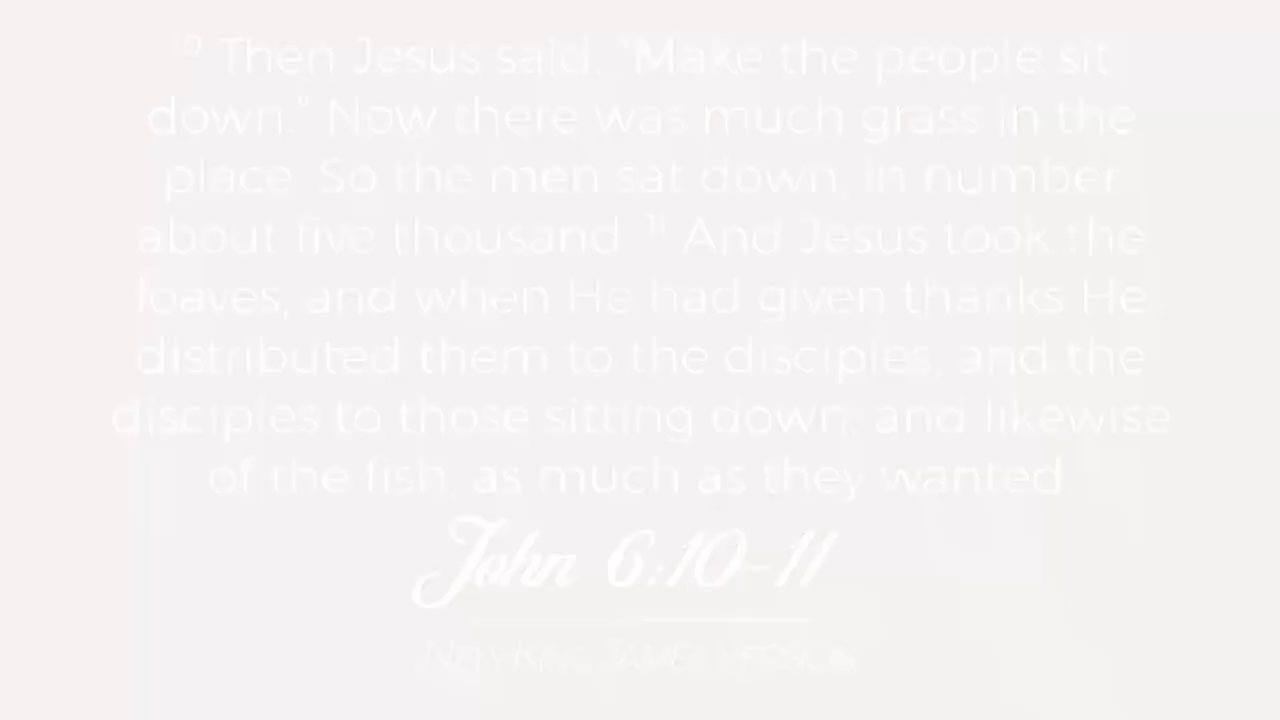 10 Then Jesus said, "Make the people sit
down." Now there was much grass in the
place. So the men sat down, in number
about five thousand. 11 And Jesus took the
loaves, and when He had given thanks He
distributed them to the disciples, and the
disciples to those sitting down; and likewise
of the fish, as much as they wanted.
John 6:10-11
NEW KING JAMES VERSION